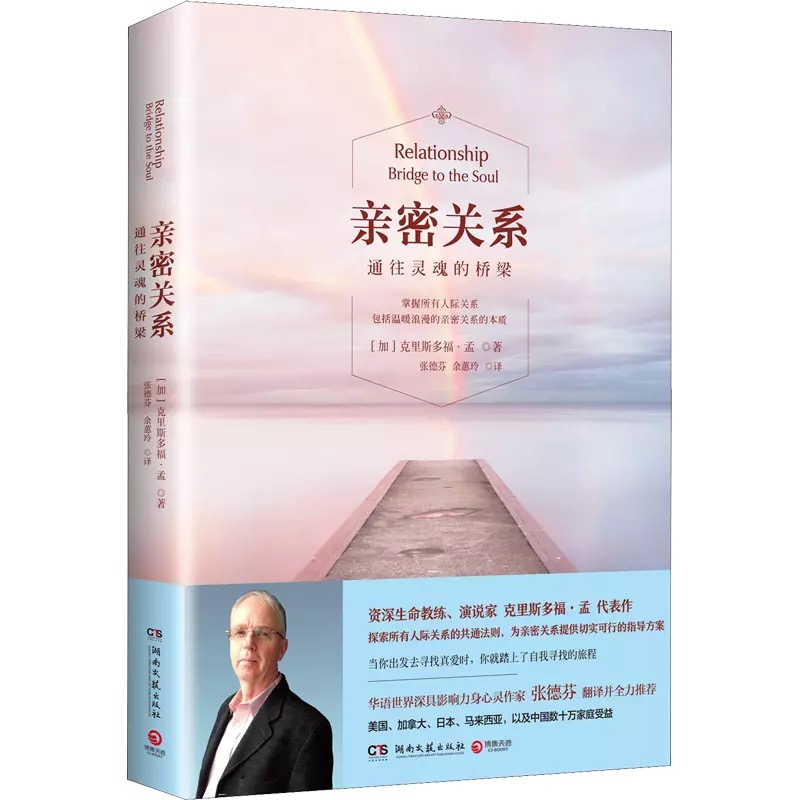 Relationship
Bridge to the Soul
亲密关系
通往灵魂的桥梁
[加]克里斯多福·孟 ◎著
张德芬 余蕙玲 ◎译
湖南文艺出版社
博集天卷
CS-BOOKY
Relationship
Bridge to the Soul
亲密关系
通往灵魂的桥梁
掌握所有人际关系
包括温暖浪漫的亲密关系的本质
[加]克里斯多福·孟 ◎著
张德芬 余蕙玲 ◎译
资深生命教练、演说家 克里斯多福·孟 代表作
探索所有人际关系的共通法则，为亲密关系提供切实可行的指导方案
当你出发去寻找真爱时，你就踏上了自我寻找的旅程
华语世界深具影响力身心灵作家 张德芬 翻译并全力推荐
美国、加拿大、日本、马来西亚，以及中国数十万家庭受益
湖南文艺出版社
博集天卷
CS-BOOKY